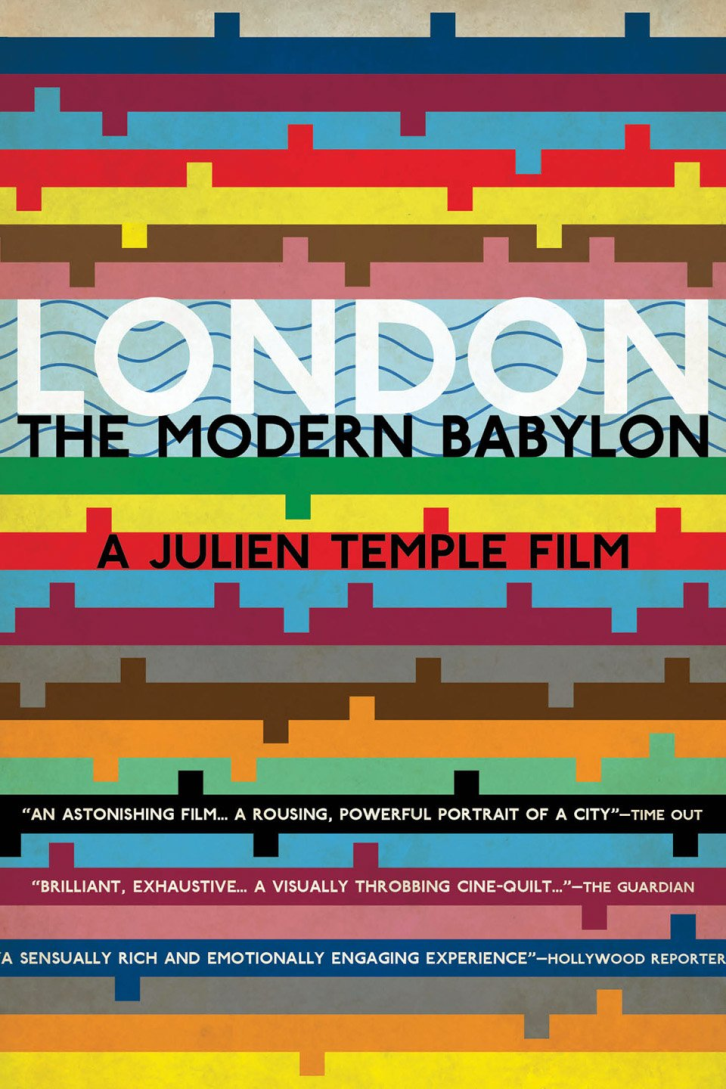 LONDON
THE MODERN BABYLON
A JULIEN TEMPLE FILM
“AN ASTONISHING FILM... A ROUSING, POWERFUL PORTRAIT OF A CITY”—TIME OUT
“BRILLIANT, EXHAUSTIVE... A VISUALLY THROBBING CINE-QUILT...”—THE GUARDIAN
“A SENSUALLY RICH AND EMOTIONALLY ENGAGING EXPERIENCE”—HOLLYWOOD REPORTER